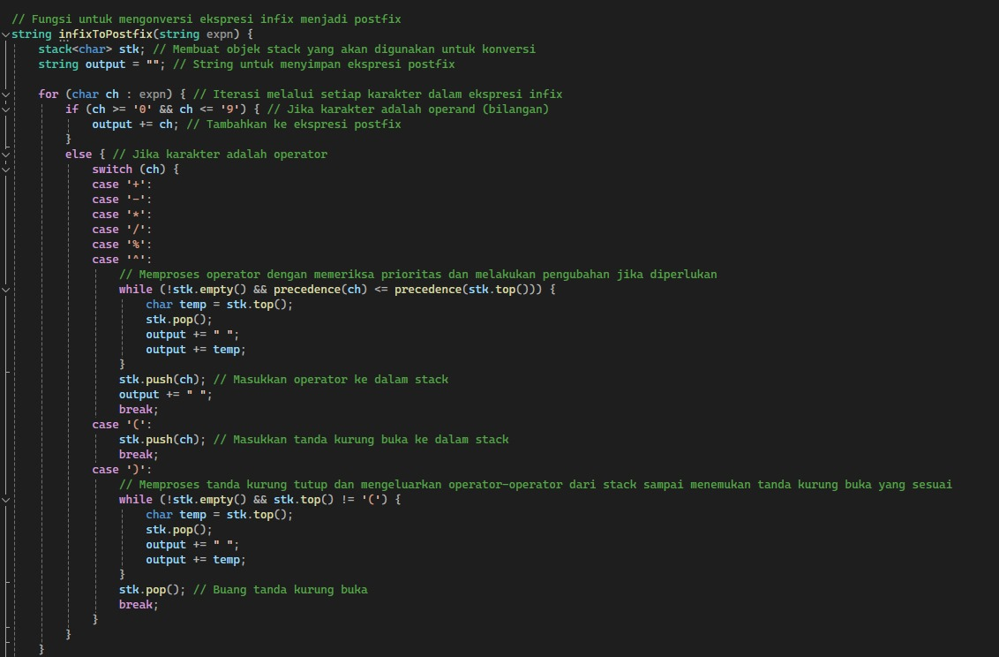 // Fungsi untuk mengonversi ekspresi infix menjadi postfix
string infixToPostfix(string expn) {
    stack<char> stk; // Membuat objek stack yang akan digunakan untuk konversi
    string output = ""; // String untuk menyimpan ekspresi postfix

    for (char ch : expn) { // Iterasi melalui setiap karakter dalam ekspresi infix
        if (ch >= '0' && ch <= '9') { // Jika karakter adalah operand (bilangan)
            output += ch; // Tambahkan ke ekspresi postfix
        }
        else { // Jika karakter adalah operator
            switch (ch) {
            case '+':
            case '-':
            case '*':
            case '/':
            case '%':
            case '^':
                // Memproses operator dengan memeriksa prioritas dan melakukan pengubahan jika diperlukan
                while (!stk.empty() && precedence(ch) <= precedence(stk.top())) {
                    char temp = stk.top();
                    stk.pop();
                    output += " ";
                    output += temp;
                }
                stk.push(ch); // Masukkan operator ke dalam stack
                output += " ";
                break;
            case '(':
                stk.push(ch); // Masukkan tanda kurung buka ke dalam stack
                break;
            case ')':
                // Memproses tanda kurung tutup dan mengeluarkan operator-operator dari stack sampai menemukan tanda kurung buka yang sesuai
                while (!stk.empty() && stk.top() != '(') {
                    char temp = stk.top();
                    stk.pop();
                    output += " ";
                    output += temp;
                }
                stk.pop(); // Buang tanda kurung buka
                break;
            }
        }
    }